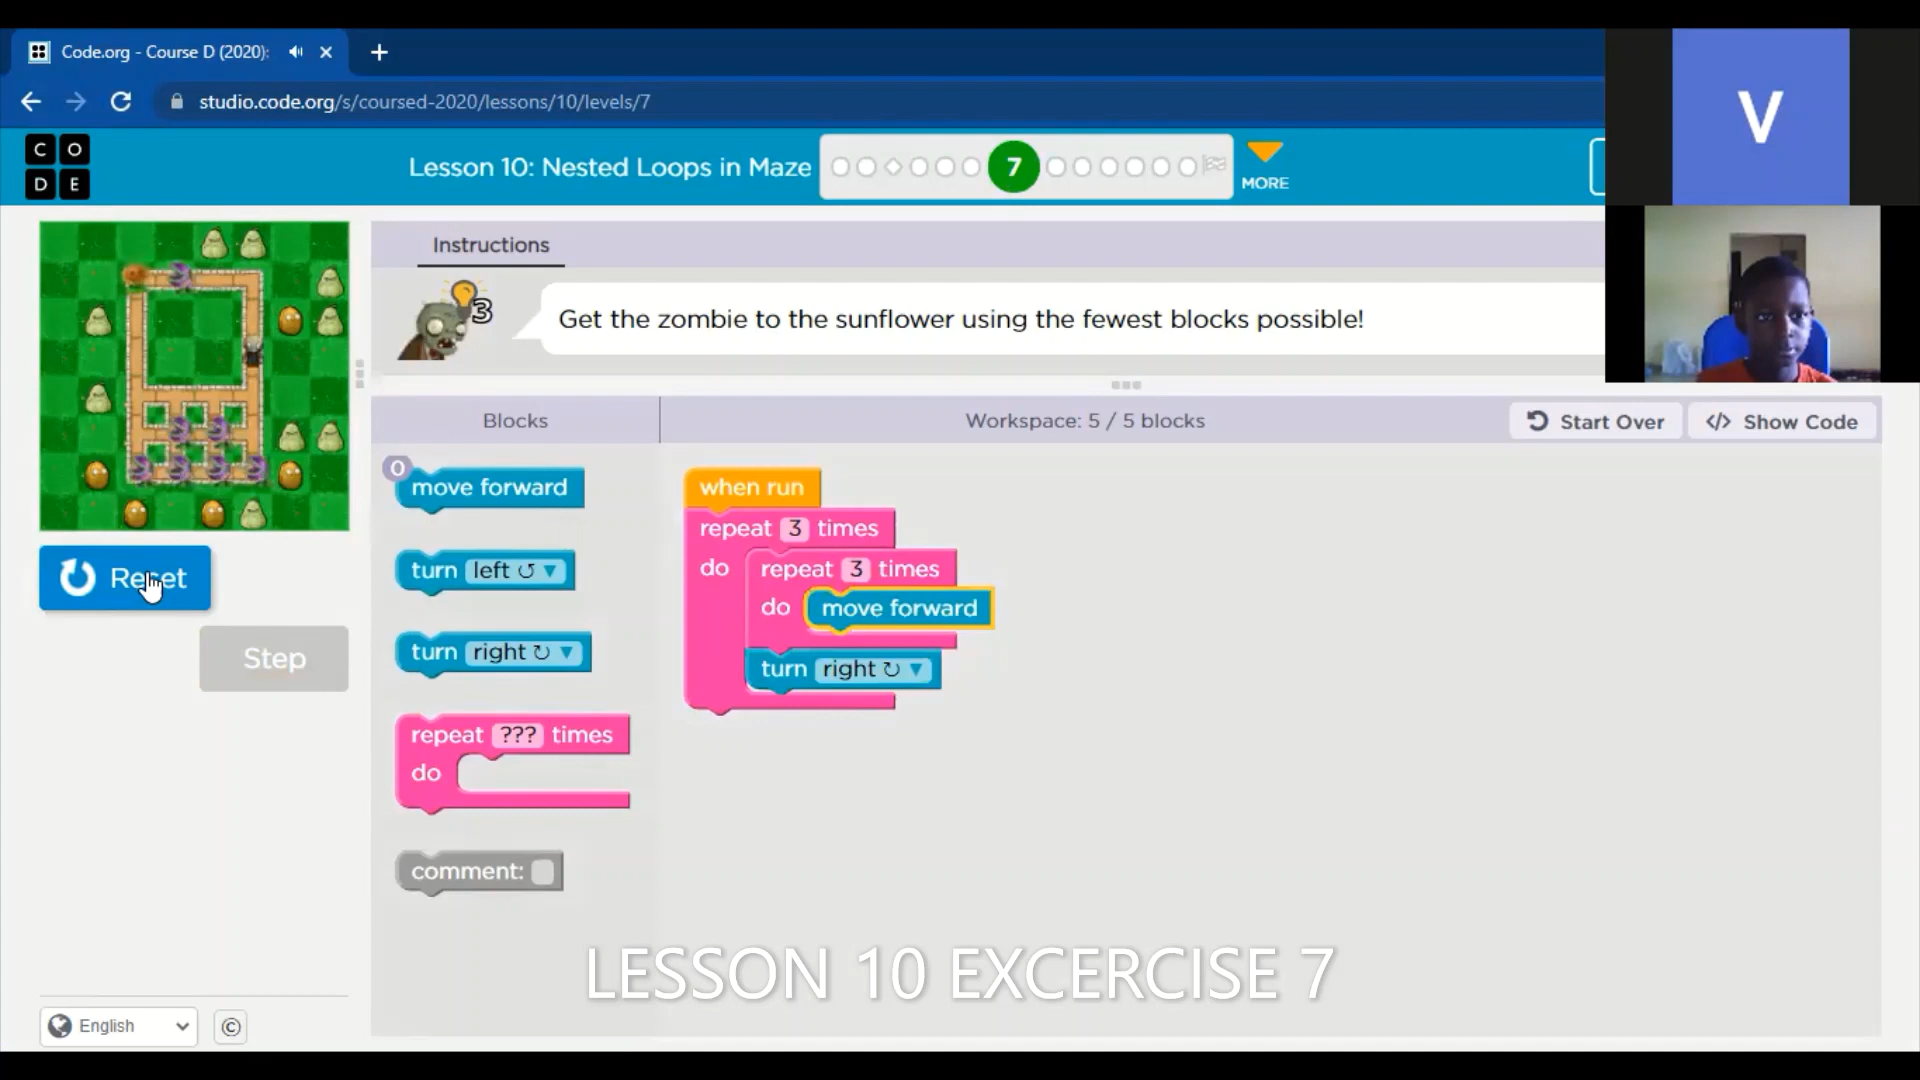 Code.org - Course D (2020):
studio.code.org/s/coursed-2020/lessons/10/levels/7
C O
D E
Lesson 10: Nested Loops in Maze
7
MORE
V
Instructions
3
Get the zombie to the sunflower using the fewest blocks possible!
Blocks
Workspace: 5 / 5 blocks
Start Over
</> Show Code
0
move forward
turn left
turn right
repeat ??? times
do
comment:
when run
repeat 3 times
do
repeat 3 times
do move forward
turn right
Reset
Step
LESSON 10 EXCERCISE 7
English
©